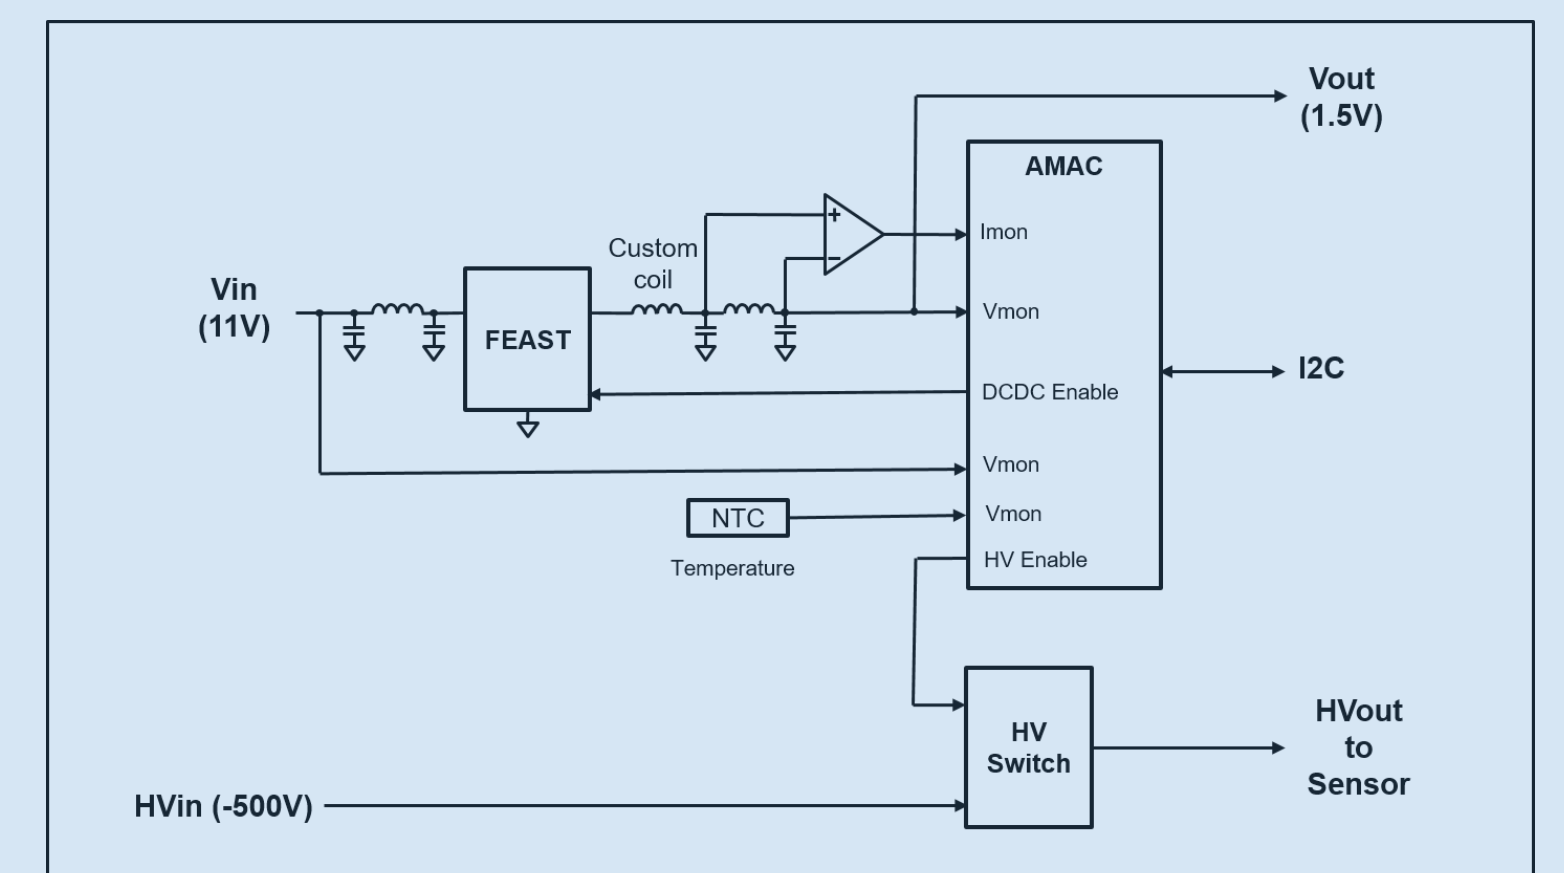 Vout
(1.5V)
AMAC
+
Imon
Custom
coil
−
Vin
(11V)
FEAST
Vmon
I2C
DCDC Enable
Vmon
NTC
Vmon
Temperature
HV Enable
HV
Switch
HVout
to
Sensor
HVin (-500V)